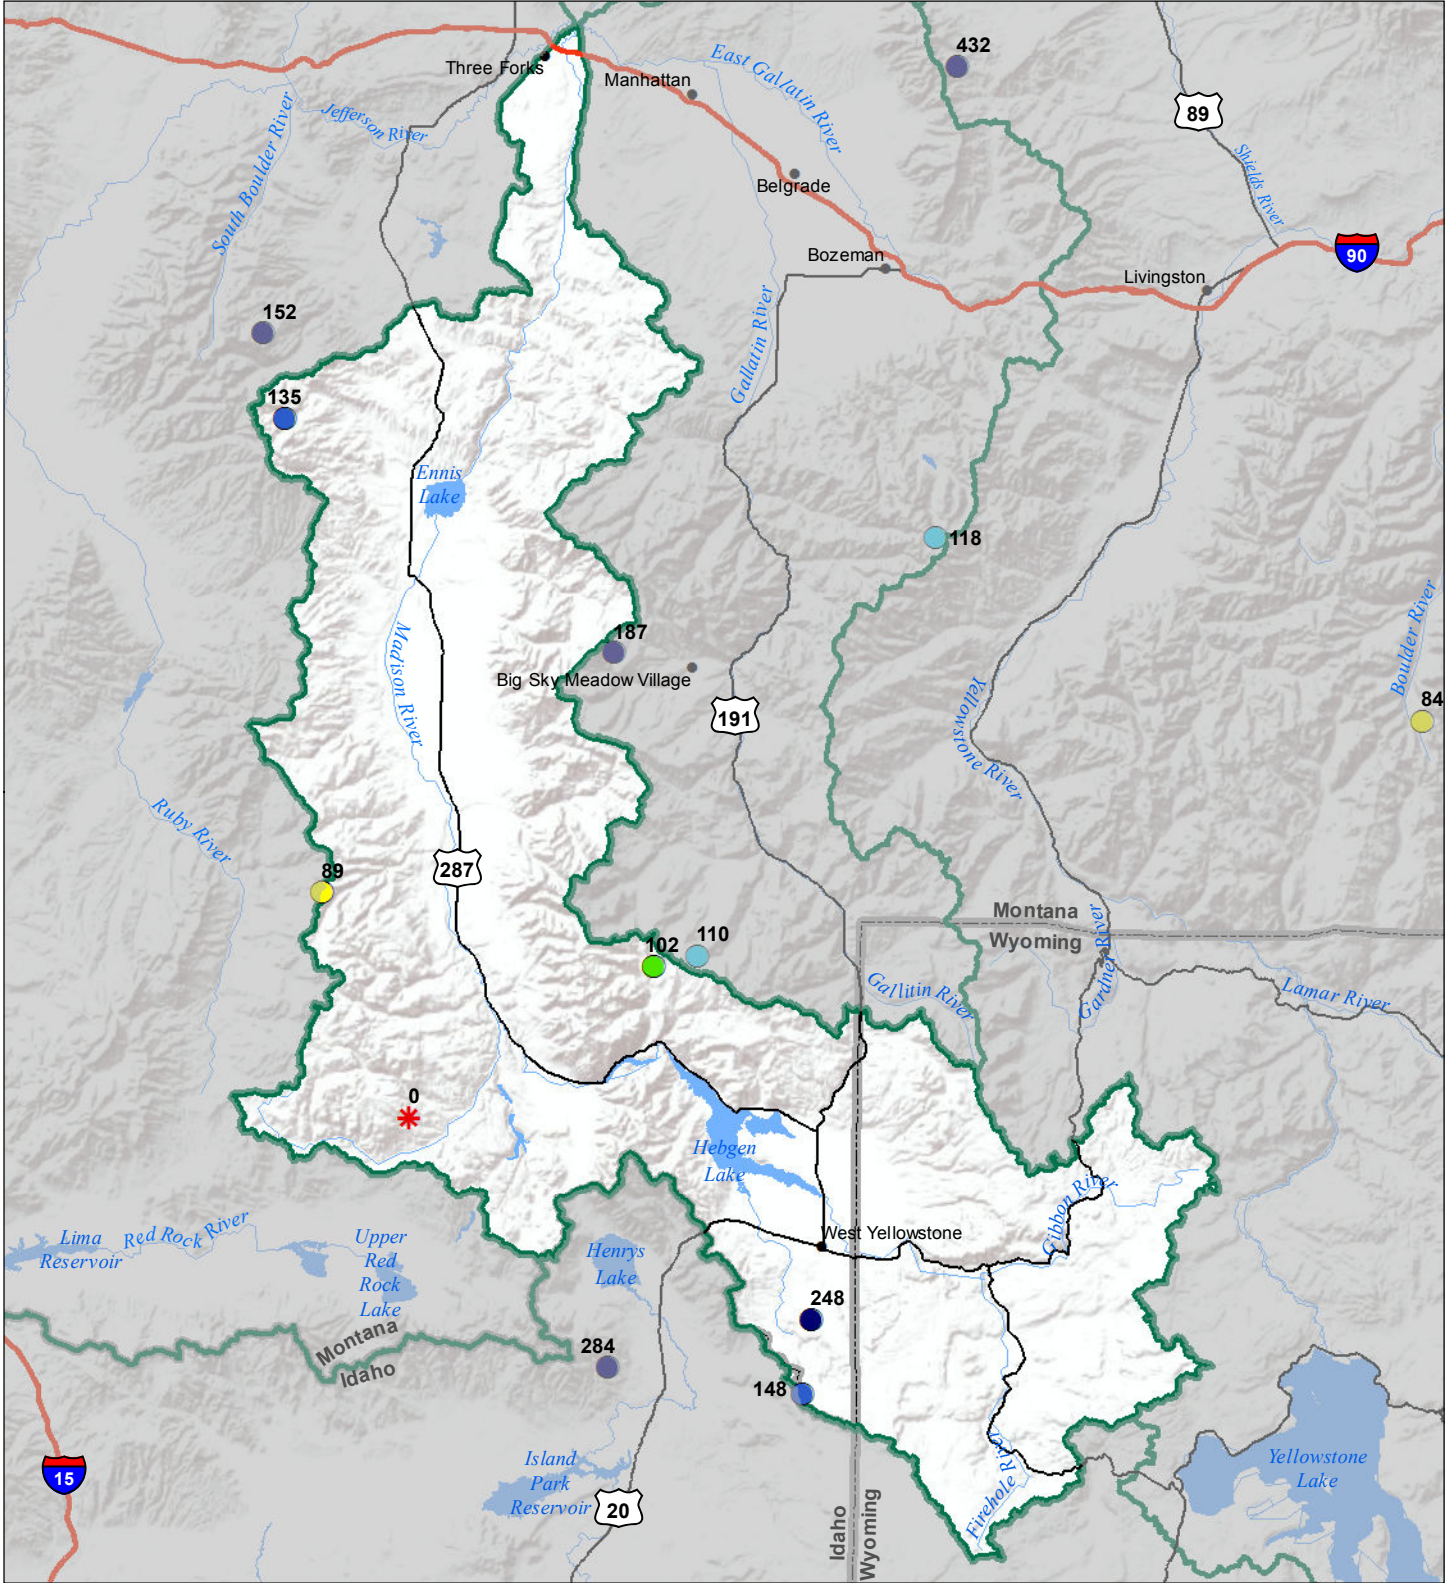 432
Three Forks
Manhattan
East Gallatin River
89
Jefferson River
South Boulder River
Shields River
Belgrade
Bozeman
90
Livingston
152
Gallatin River
135
Ennis
Lake
118
Madison River
187
Big Sky Meadow Village
191
Boulder River
84
Yellowstone River
Ruby River
287
89
Montana
Wyoming
Gardner River
102
110
Gallitin River
Lamar River
0
Hebgen
Lake
Gibbon River
Lima
Reservoir
Red Rock River
Upper
Red
Rock
Lake
Henrys
Lake
West Yellowstone
248
Montana
Idaho
284
148
15
Island
Park
Reservoir
20
Idaho
Wyoming
Firehole River
Yellowstone
Lake